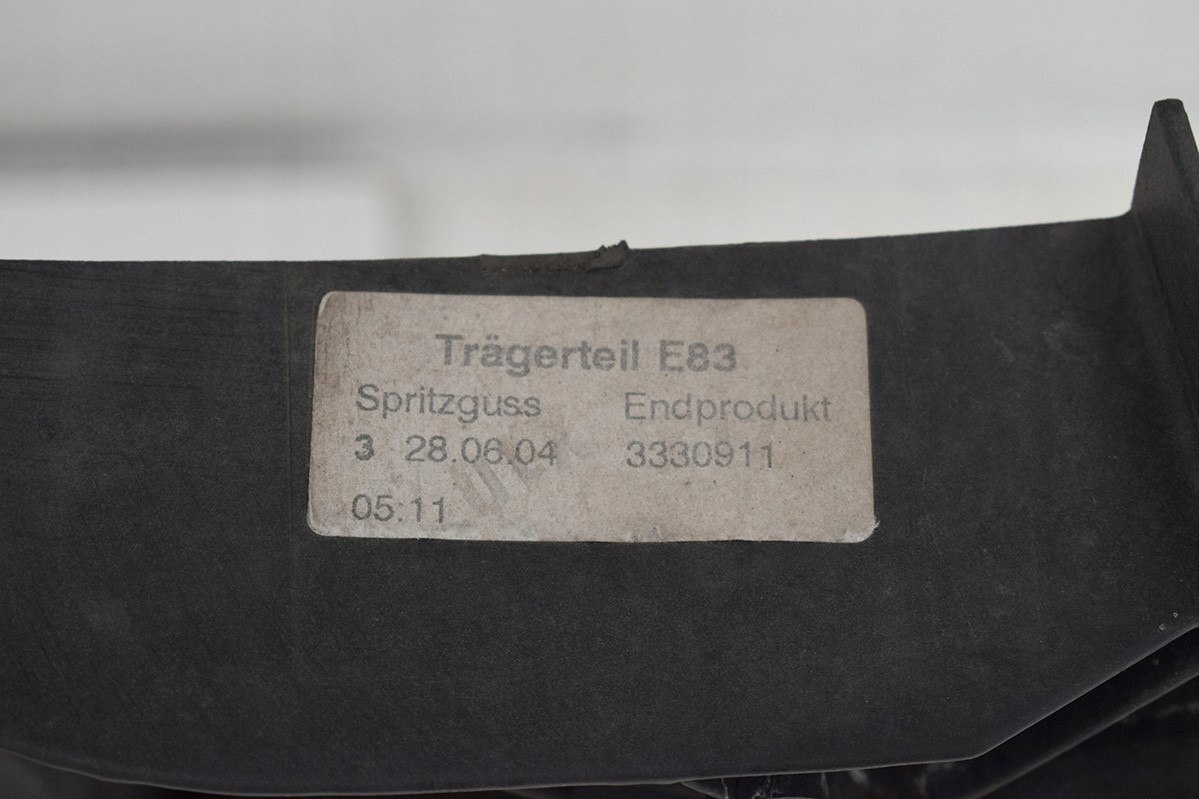 Trägerteil E83
Spritzguss Endprodukt
3 28.06.04 3330911
05:11